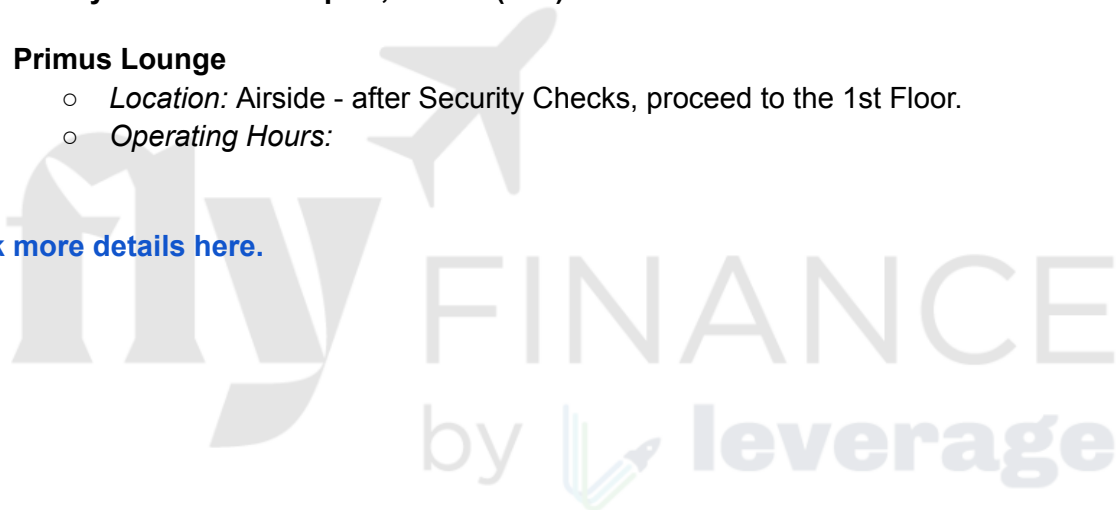 Primus Lounge
○ Location: Airside - after Security Checks, proceed to the 1st Floor.
○ Operating Hours:
more details here.
fly FINANCE
by leverage